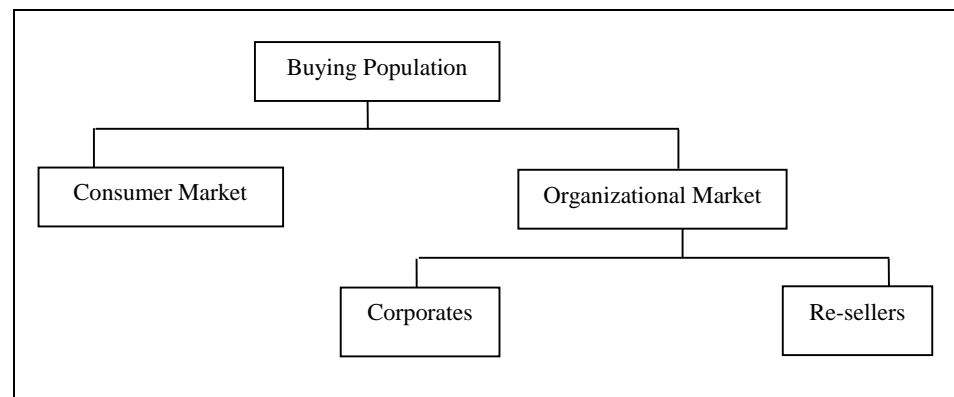 Buying Population
Consumer Market
Organizational Market
Corporates
Re-sellers